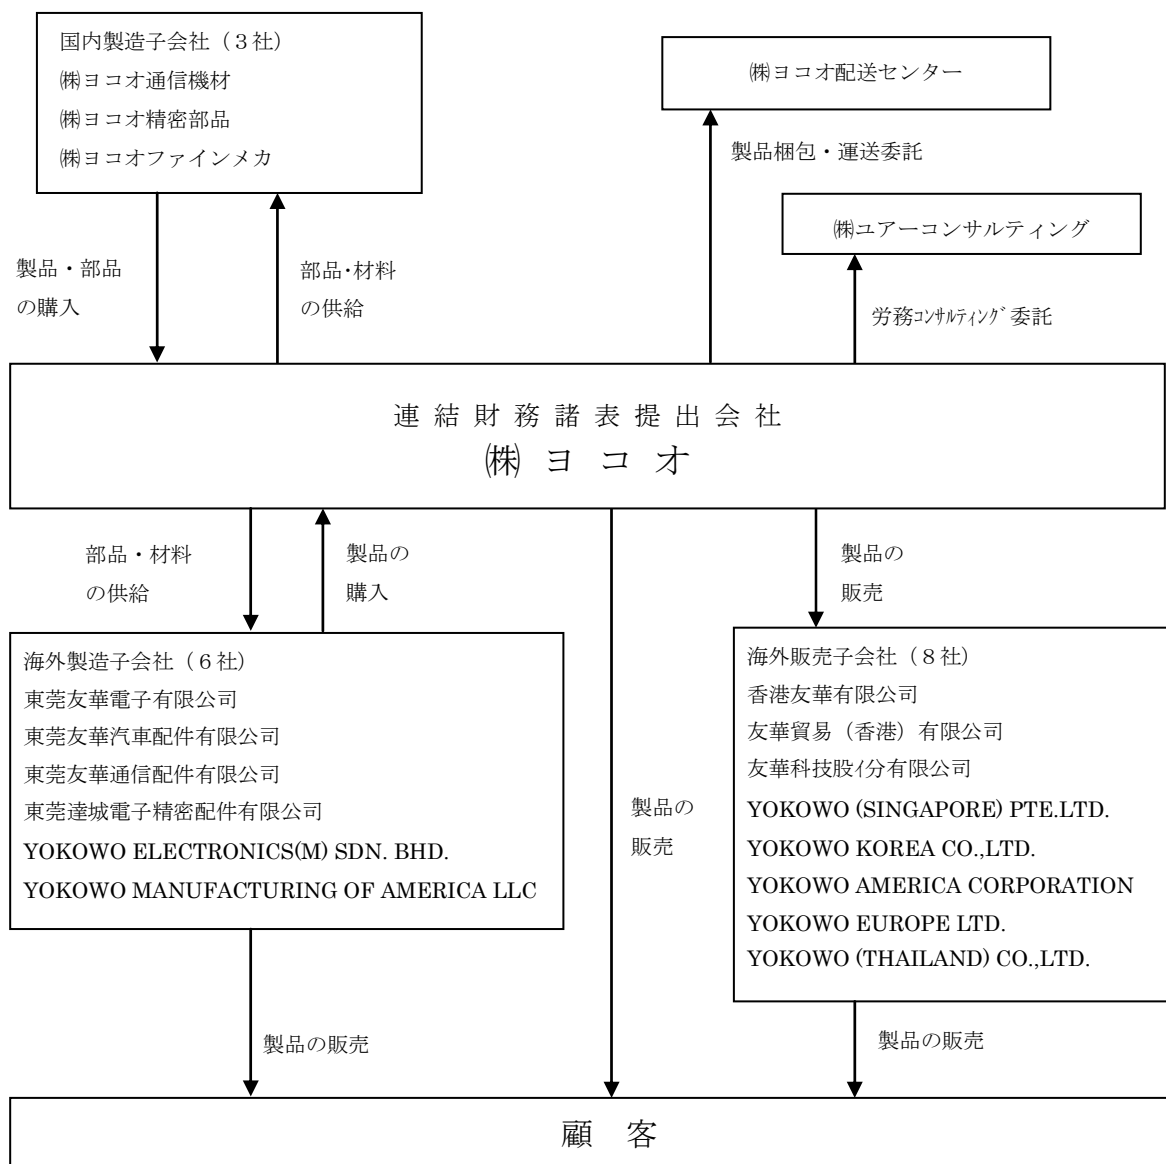 国内製造子会社（３社）
㈱ヨコオ通信機材
㈱ヨコオ精密部品
㈱ヨコオファインメカ
㈱ヨコオ配送センター
製品梱包・運送委託
㈱ユアーコンサルティング
製品・部品
の購入
部品･材料
の供給
労務ｺﾝｻﾙﾃｨﾝｸﾞ委託
連結財務諸表提出会社
㈱ヨコオ
部品・材料
の供給
製品の
購入
製品の
販売
海外製造子会社（６社）
東莞友華電子有限公司
東莞友華汽車配件有限公司
東莞友華通信配件有限公司
東莞達城電子精密配件有限公司
YOKOWO ELECTRONICS(M) SDN. BHD.
YOKOWO MANUFACTURING OF AMERICA LLC
製品の
販売
海外販売子会社（８社）
香港友華有限公司
友華貿易（香港）有限公司
友華科技股ｲ分有限公司
YOKOWO (SINGAPORE) PTE.LTD.
YOKOWO KOREA CO.,LTD.
YOKOWO AMERICA CORPORATION
YOKOWO EUROPE LTD.
YOKOWO (THAILAND) CO.,LTD.
製品の販売
製品の販売
顧　客